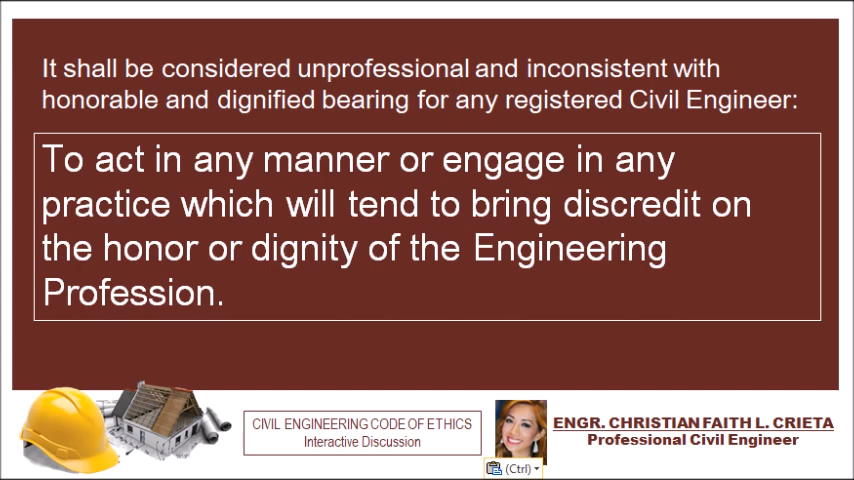 It shall be considered unprofessional and inconsistent with
honorable and dignified bearing for any registered Civil Engineer:
To act in any manner or engage in any
practice which will tend to bring discredit on
the honor or dignity of the Engineering
Profession.
CIVIL ENGINEERING CODE OF ETHICS
Interactive Discussion
ENGR. CHRISTIAN FAITH L. CRIETA
Professional Civil Engineer
(Ctrl)